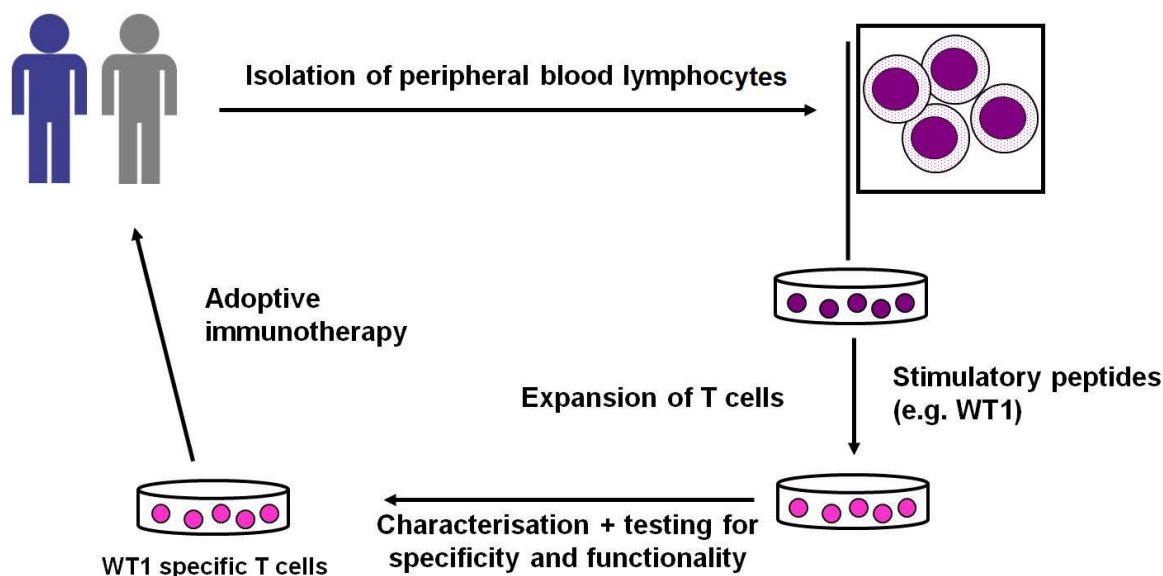 Isolation of peripheral blood lymphocytes
Adoptive
immunotherapy
Expansion of T cells
Stimulatory peptides
(e.g. WT1)
Characterisation + testing for
specificity and functionality
WT1 specific T cells